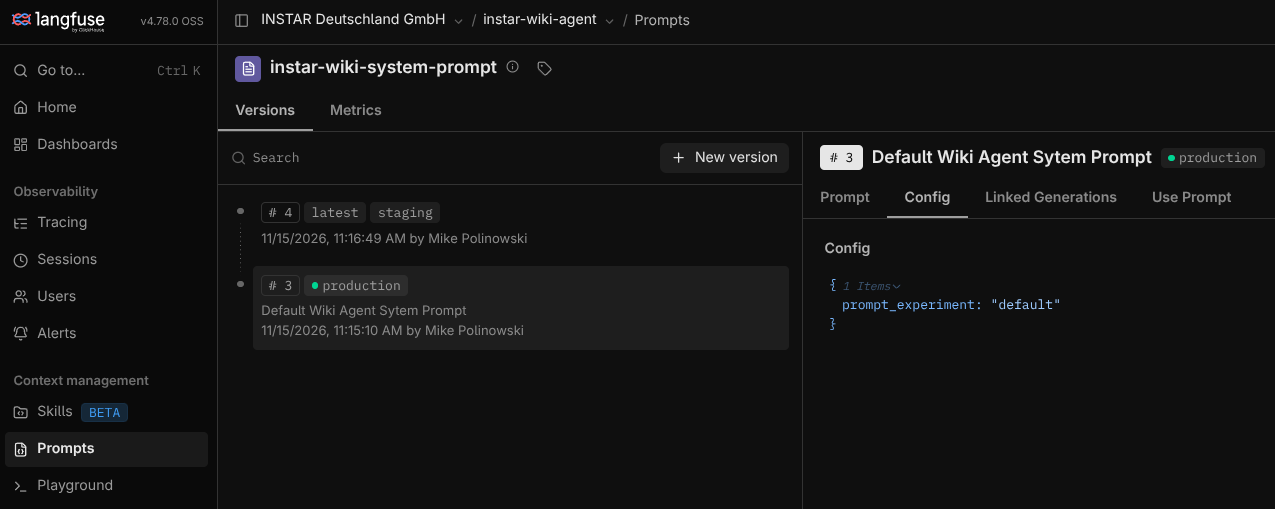 langfuse
by ClickHouse
v4.78.0 OSS
Go to...
Ctrl K
Home
Dashboards
Observability
Tracing
Sessions
Users
Alerts
Context management
Skills BETA
Prompts
Playground
INSTAR Deutschland GmbH / instar-wiki-agent / Prompts
instar-wiki-system-prompt
Versions Metrics
Search
+ New version
# 4 latest staging
11/15/2026, 11:16:49 AM by Mike Polinowski
# 3 production
Default Wiki Agent Sytem Prompt
11/15/2026, 11:15:10 AM by Mike Polinowski
# 3 Default Wiki Agent Sytem Prompt production
Prompt Config Linked Generations Use Prompt
Config
{ 1 Items
prompt_experiment: "default"
}